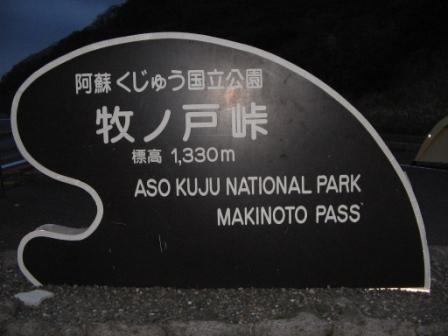 阿蘇くじゅう国立公園
牧ノ戸峠
標高 1,330m
ASO KUJU NATIONAL PARK
MAKINOTO PASS